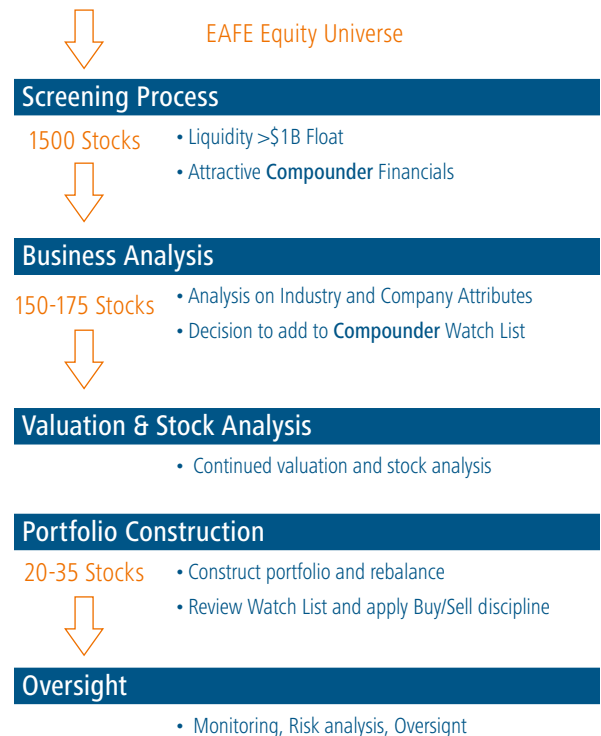 EAFE Equity Universe
Screening Process
1500 Stocks
• Liquidity >$1B Float
• Attractive Compounder Financials
Business Analysis
150-175 Stocks
• Analysis on Industry and Company Attributes
• Decision to add to Compounder Watch List
Valuation & Stock Analysis
• Continued valuation and stock analysis
Portfolio Construction
20-35 Stocks
• Construct portfolio and rebalance
• Review Watch List and apply Buy/Sell discipline
Oversight
• Monitoring, Risk analysis, Oversight